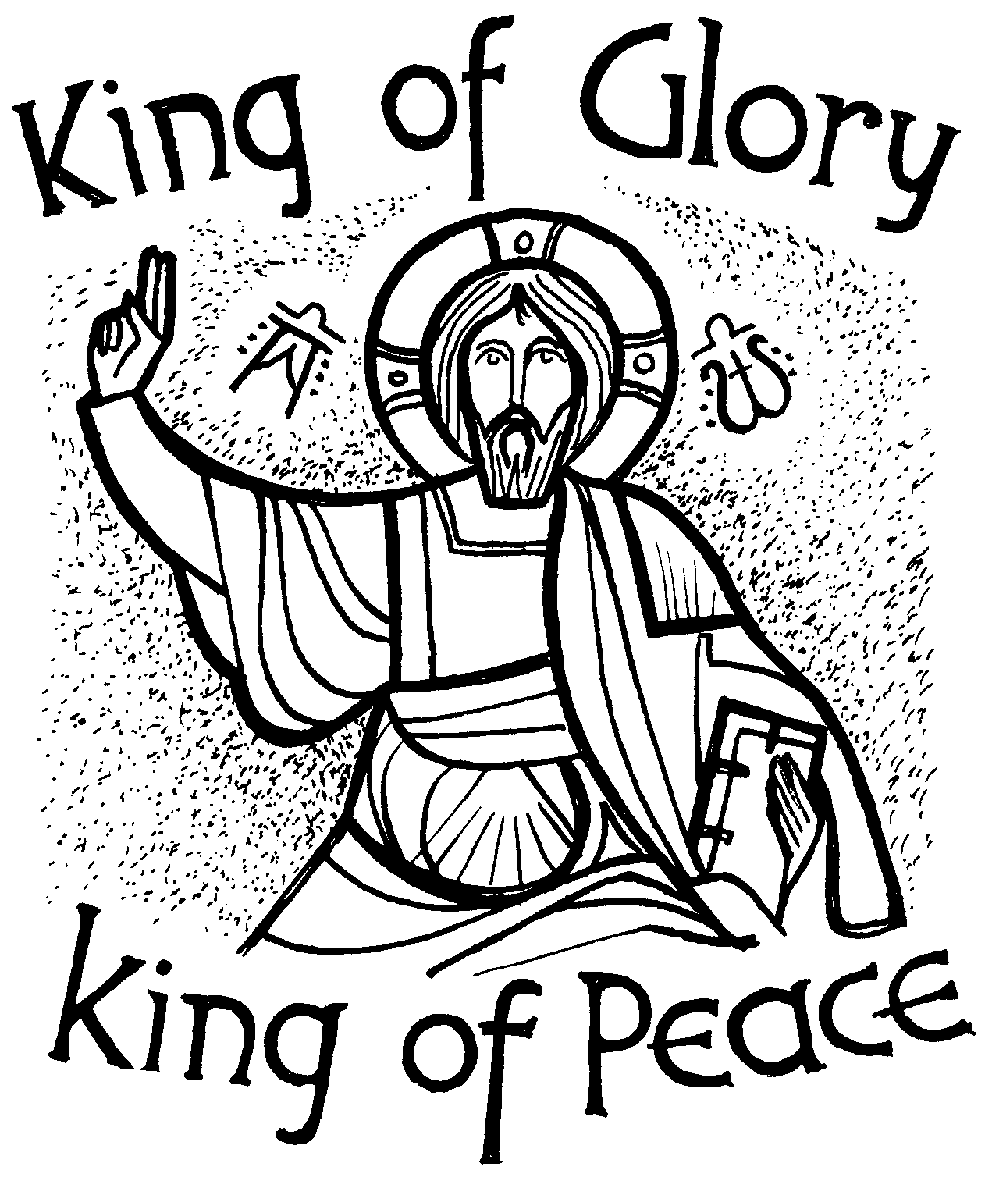 King of Glory
Α Ω
King of Peace